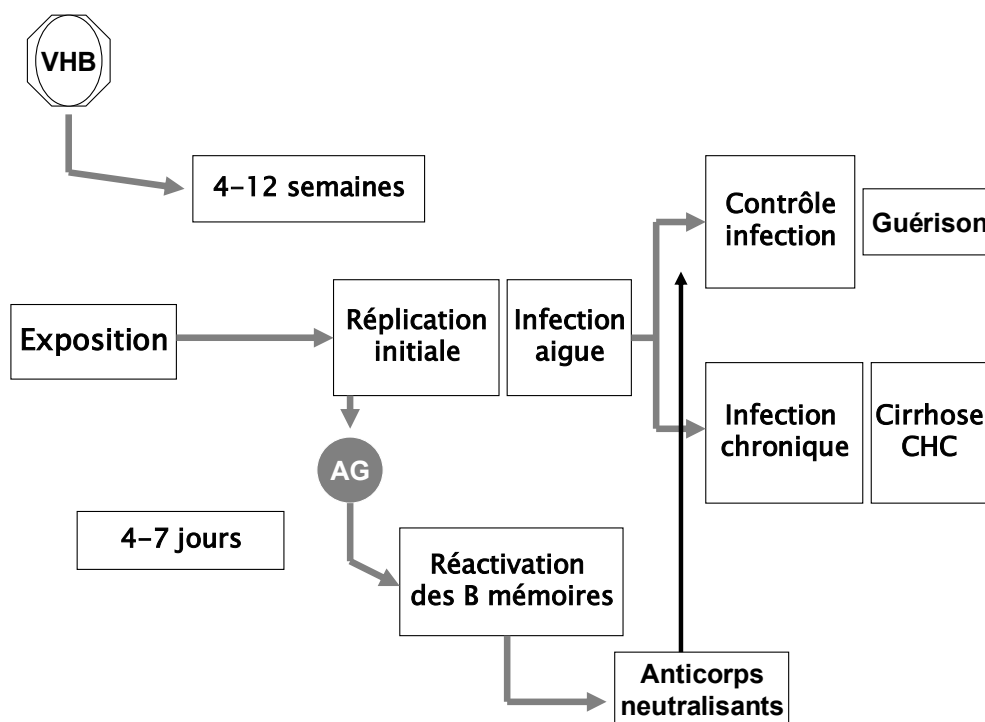 VHB
4–12 semaines
Contrôle
infection
Guérison
Exposition
Réplication
initiale
Infection
aigue
Infection
chronique
Cirrhose
CHC
AG
4–7 jours
Réactivation
des B mémoires
Anticorps
neutralisants